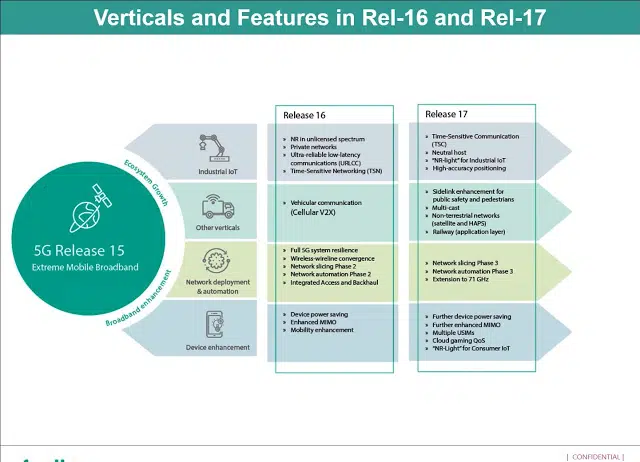 Verticals and Features in Rel-16 and Rel-17
5G Release 15
Extreme Mobile Broadband
Ecosystem Growth
Broadband enhancement
Industrial IoT
Other verticals
Network deployment
& automation
Device enhancement
Release 16
» NR in unlicensed spectrum
» Private networks
» Ultra-reliable low-latency
communications (URLCC)
» Time-Sensitive Networking (TSN)
» Vehicular communication
(Cellular V2X)
» Full 5G system resilience
» Wireless-wireline convergence
» Network slicing Phase 2
» Network automation Phase 2
» Integrated Access and Backhaul
» Device power saving
» Enhanced MIMO
» Mobility enhancement
Release 17
» Time-Sensitive Communication
(TSC)
» Neutral host
» "NR-light" for Industrial IoT
» High-accuracy positioning
» Sidelink enhancement for
public safety and pedestrians
» Multi-cast
» Non-terrestrial networks
(satellite and HAPS)
» Railway (application layer)
» Network slicing Phase 3
» Network automation Phase 3
» Extension to 71 GHz
» Further device power saving
» Further enhanced MIMO
» Multiple USIMs
» Cloud gaming QoS
» "NR-Light" for Consumer IoT
| CONFIDENTIAL |